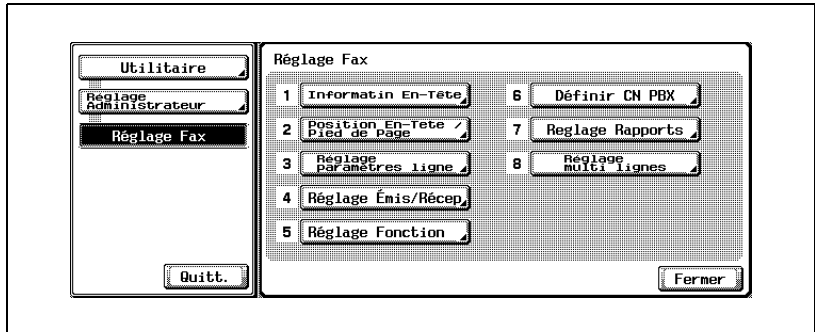 Utilitaire
Réglage
Administrateur
Réglage Fax
Quitt.
Réglage Fax
1 Informatin En-Tête
2 Position En-Tete /
Pied de Page
3 Réglage
paramètres ligne
4 Réglage Émis/Récep
5 Réglage Fonction
6 Définir CN PBX
7 Reglage Rapports
8 Réglage
multi lignes
Fermer